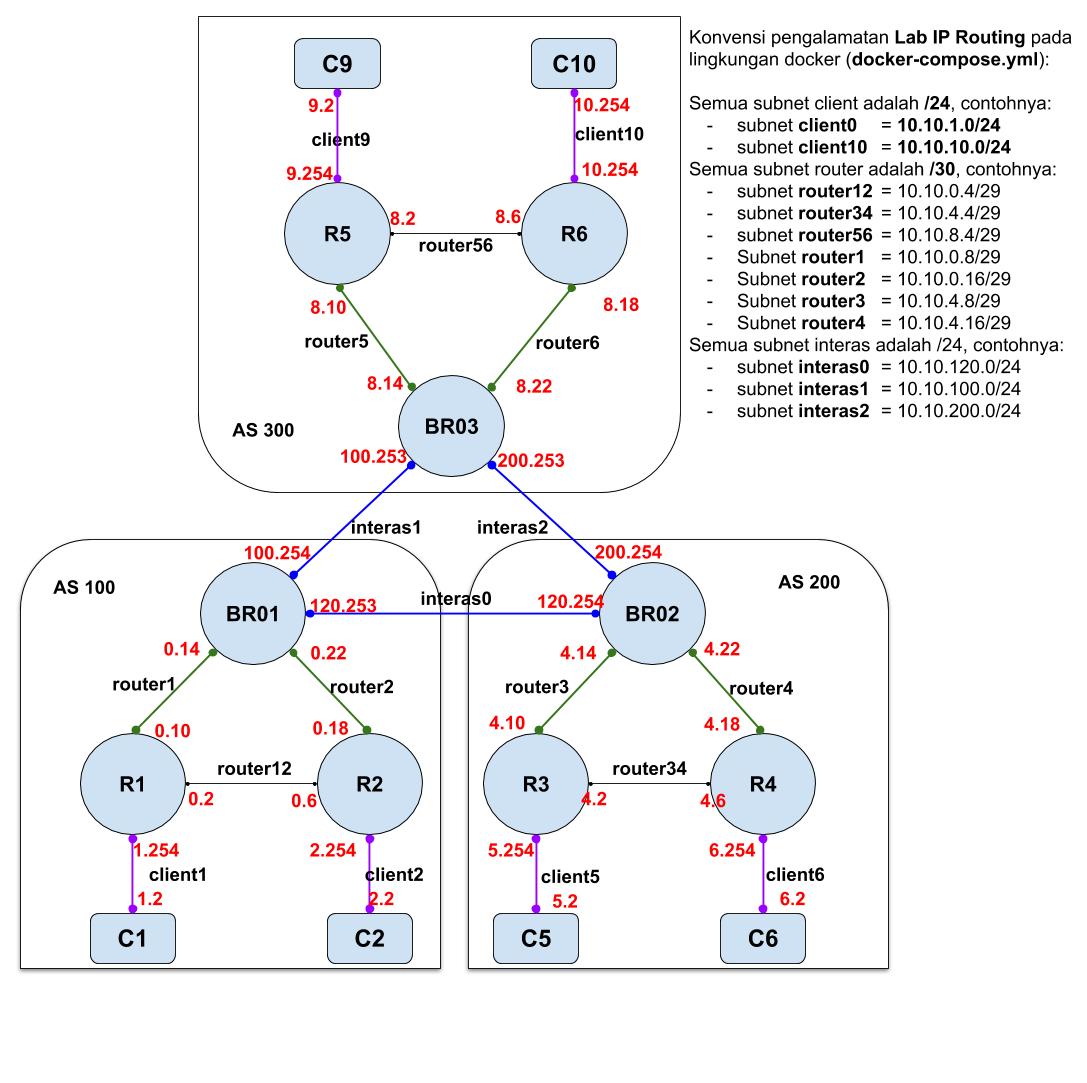 Konvensi pengalamatan Lab IP Routing pada
lingkungan docker (docker-compose.yml):
Semua subnet client adalah /24, contohnya:
- subnet client0 = 10.10.1.0/24
- subnet client10 = 10.10.10.0/24
Semua subnet router adalah /30, contohnya:
- subnet router12 = 10.10.0.4/29
- subnet router34 = 10.10.4.4/29
- subnet router56 = 10.10.8.4/29
- Subnet router1 = 10.10.0.8/29
- Subnet router2 = 10.10.0.16/29
- Subnet router3 = 10.10.4.8/29
- Subnet router4 = 10.10.4.16/29
Semua subnet interas adalah /24, contohnya:
- subnet interas0 = 10.10.120.0/24
- subnet interas1 = 10.10.100.0/24
- subnet interas2 = 10.10.200.0/24
C9
C10
9.2
10.254
client9
client10
9.254
10.254
R5
8.2
8.6
R6
router56
8.10
8.18
router5
router6
8.14
8.22
BR03
AS 300
100.253
200.253
interas1
interas2
100.254
200.254
AS 100
AS 200
BR01
120.253
interas0
120.254
BR02
0.14
0.22
4.14
4.22
router1
router2
router3
router4
0.10
0.18
4.10
4.18
R1
router12
R2
R3
router34
R4
0.2
0.6
4.2
4.6
1.254
2.254
5.254
6.254
client1
client2
client5
client6
1.2
2.2
5.2
6.2
C1
C2
C5
C6